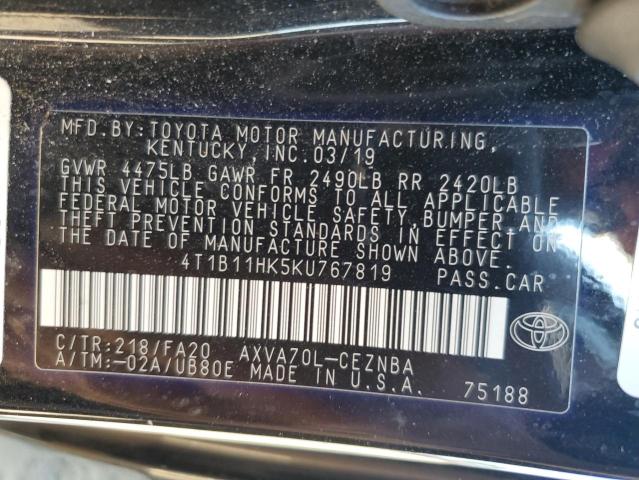 MFD.BY:TOYOTA MOTOR MANUFACTURING,
KENTUCKY, INC.03/19
GVWR 4475LB GAWR FR 2490LB RR 2420LB
THIS VEHICLE CONFORMS TO ALL APPLICABLE
FEDERAL MOTOR VEHICLE SAFETY, BUMPER, AND
THEFT PREVENTION STANDARDS IN EFFECT ON
THE DATE OF MANUFACTURE SHOWN ABOVE.
4T1B11HK5KU767819 PASS.CAR
C/TR:218/FA20 AXVA70L-CEZNBA
A/TM:-02A/UB80E MADE IN U.S.A. 75188